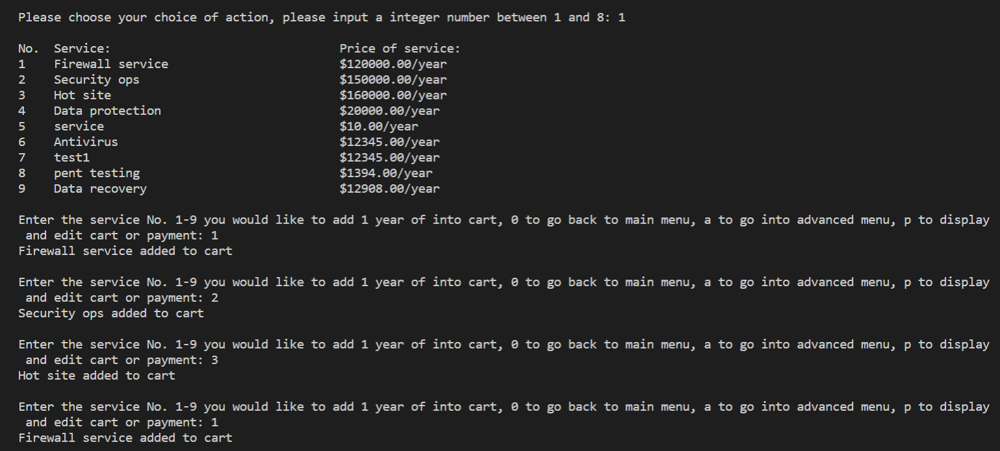 Please choose your choice of action, please input a integer number between 1 and 8: 1
No. Service: Price of service:
1 Firewall service $120000.00/year
2 Security ops $150000.00/year
3 Hot site $160000.00/year
4 Data protection $20000.00/year
5 service $10.00/year
6 Antivirus $12345.00/year
7 test1 $12345.00/year
8 pent testing $1394.00/year
9 Data recovery $12908.00/year
Enter the service No. 1-9 you would like to add 1 year of into cart, 0 to go back to main menu, a to go into advanced menu, p to display
and edit cart or payment: 1
Firewall service added to cart
Enter the service No. 1-9 you would like to add 1 year of into cart, 0 to go back to main menu, a to go into advanced menu, p to display
and edit cart or payment: 2
Security ops added to cart
Enter the service No. 1-9 you would like to add 1 year of into cart, 0 to go back to main menu, a to go into advanced menu, p to display
and edit cart or payment: 3
Hot site added to cart
Enter the service No. 1-9 you would like to add 1 year of into cart, 0 to go back to main menu, a to go into advanced menu, p to display
and edit cart or payment: 1
Firewall service added to cart